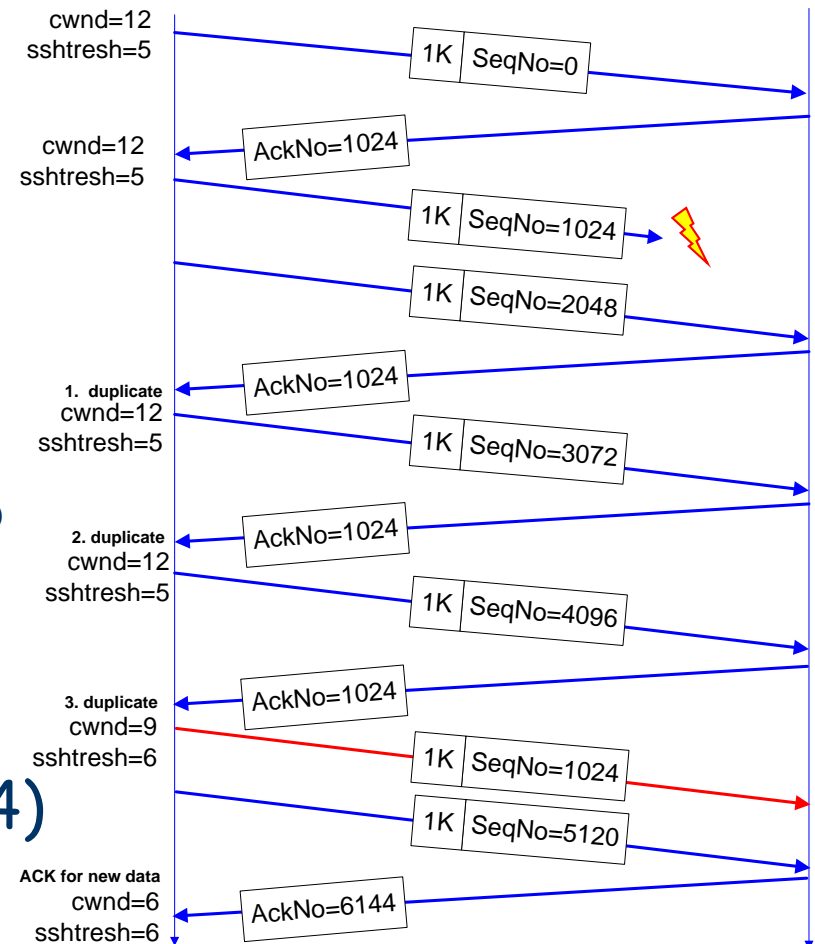 cwnd=12
sshtresh=5
1K SeqNo=0
AckNo=1024
cwnd=12
sshtresh=5
1K SeqNo=1024
1K SeqNo=2048
AckNo=1024
1. duplicate
cwnd=12
sshtresh=5
1K SeqNo=3072
AckNo=1024
2. duplicate
cwnd=12
sshtresh=5
1K SeqNo=4096
AckNo=1024
3. duplicate
cwnd=9
sshtresh=6
1K SeqNo=1024
4)
1K SeqNo=5120
ACK for new data
cwnd=6
sshtresh=6
AckNo=6144